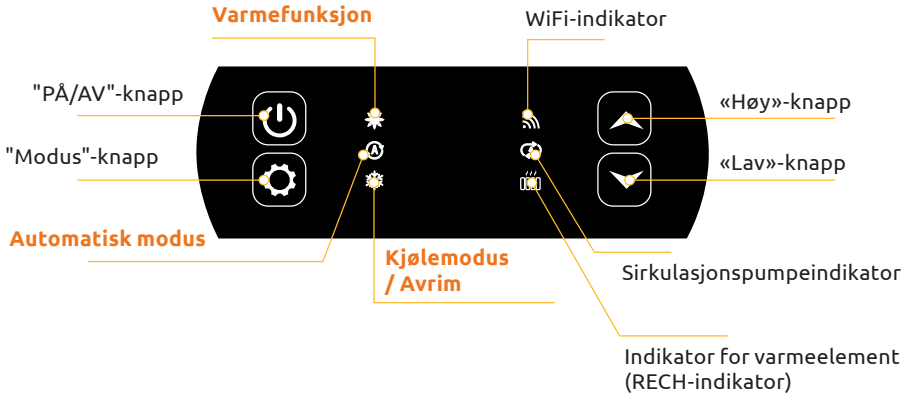 Varmefunksjon
WiFi-indikator
"PÅ/AV"-knapp
«Høy»-knapp
"Modus"-knapp
A
«Lav»-knapp
Automatisk modus
Kjølemodus
/ Avrim
Sirkulasjonspumpeindikator
Indikator for varmeelement
(RECH-indikator)